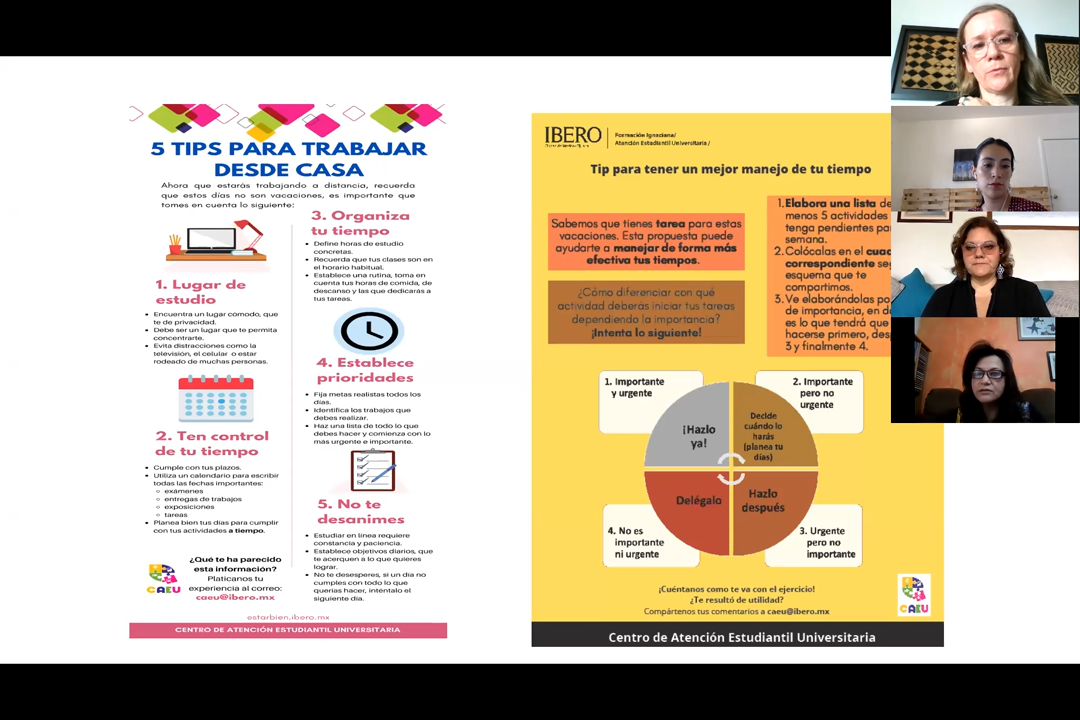 5 TIPS PARA TRABAJAR
DESDE CASA
Ahora que estarás trabajando a distancia, recuerda
que estos días no son vacaciones, es importante que
tomes en cuenta lo siguiente:
1. Lugar de
estudio
Encuentra un lugar cómodo, que
te de privacidad.
Debe ser un lugar que te permita
concentrarte.
Evita distracciones como la
televisión, el celular o estar
rodeado de muchas personas.
2. Ten control
de tu tiempo
Cumple con tus plazos.
Utiliza un calendario para escribir
todas las fechas importantes:
exámenes
entregas de trabajos
exposiciones
tareas
Planea bien tus días para cumplir
con tus actividades a tiempo.
3. Organiza
tu tiempo
Define horas de estudio
concretas.
Recuerda que tus clases son en
el horario habitual.
Establece una rutina, toma en
cuenta tus horas de comida, de
descanso y las que dedicarás a
tus tareas.
4. Establece
prioridades
Fija metas realistas todos los
días.
Identifica los trabajos que
debes realizar.
Haz una lista de todo lo que
debes hacer y comienza con lo
más urgente e importante.
5. No te
desanimes
Estudiar en línea requiere
constancia y paciencia.
Establece objetivos diarios, que
te acerquen a lo que quieres
lograr.
No te desesperes, si un día no
cumples con todo lo que
querías hacer, inténtalo el
siguiente día.
CAEU
¿Qué te ha parecido
esta información?
Platícanos tu
experiencia al correo:
caeu@ibero.mx
estarbien.ibero.mx
CENTRO DE ATENCIÓN ESTUDIANTIL UNIVERSITARIA
IBERO
Formación Ignaciana/
Atención Estudiantil Universitaria /
Tip para tener un mejor manejo de tu tiempo
Sabemos que tienes tarea para estas
vacaciones. Esta propuesta puede
ayudarte a manejar de forma más
efectiva tus tiempos.
¿Cómo diferenciar con qué
actividad deberás iniciar tus tareas
dependiendo la importancia?
¡Intenta lo siguiente!
1. Elabora una lista de
menos 5 actividades
tenga pendientes
semana.
2. Colócalas en el
correspondiente
esquema que te
compartimos.
3. Ve elaborándolas
de importancia, en
es lo que tendrá que
hacerse primero,
3 y finalmente 4.
1. Importante
y urgente
2. Importante
pero no
urgente
¡Hazlo
ya!
Decide
cuándo lo
harás
(planea tu
días)
Delégalo
Hazlo
después
4. No es
importante
ni urgente
3. Urgente
pero no
importante
¡Cuéntanos como te va con el ejercicio!
¿Te resultó de utilidad?
Compártenos tus comentarios a caeu@ibero.mx
CAEU
Centro de Atención Estudiantil Universitaria